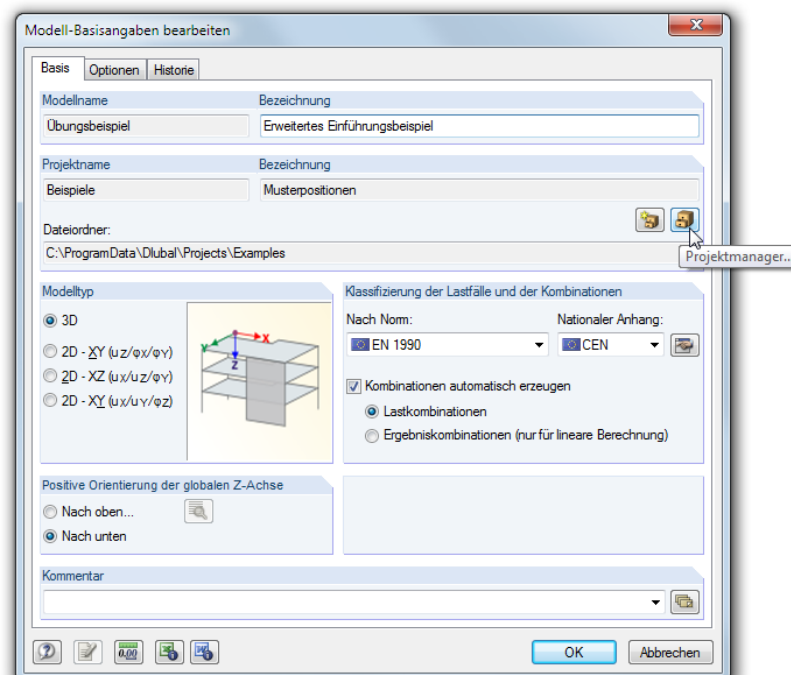 Modell-Basisangaben bearbeiten
Basis Optionen Historie
Modellname Bezeichnung
Übungsbeispiel Erweitertes Einführungsbeispiel
Projektname Bezeichnung
Beispiele Musterpositionen
Dateiordner:
C:\ProgramData\Dlubal\Projects\Examples
Projektmanager...
Modelltyp Klassifizierung der Lastfälle und der Kombinationen
3D
2D - XY (uZ/φX/φY)
2D - XZ (uX/uZ/φY)
2D - XY (uX/uY/φZ)
Y X
Z
Nach Norm: Nationaler Anhang:
EN 1990 CEN
Kombinationen automatisch erzeugen
Lastkombinationen
Ergebniskombinationen (nur für lineare Berechnung)
Positive Orientierung der globalen Z-Achse
Nach oben...
Nach unten
Kommentar
0.00
OK Abbrechen